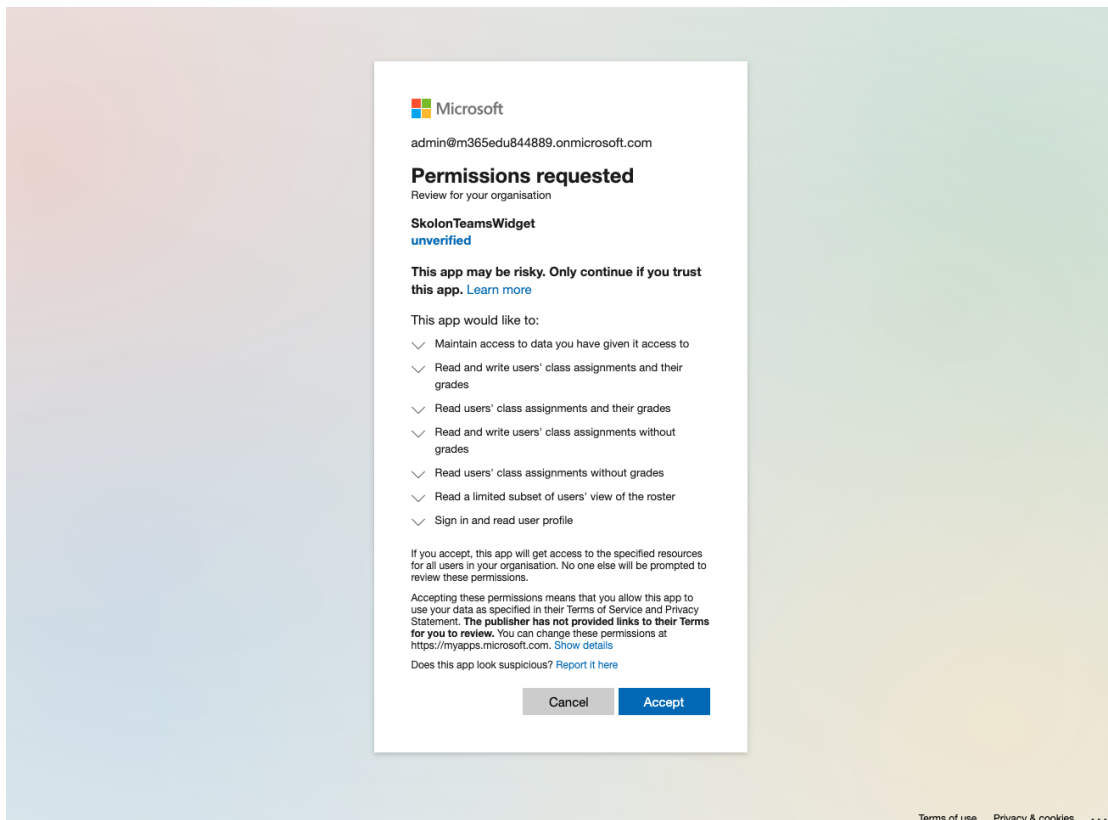 Microsoft
admin@m365edu844889.onmicrosoft.com
Permissions requested
Review for your organisation
SkolonTeamsWidget
unverified
This app may be risky. Only continue if you trust
this app. Learn more
This app would like to:
Maintain access to data you have given it access to
Read and write users' class assignments and their
grades
Read users' class assignments and their grades
Read and write users' class assignments without
grades
Read users' class assignments without grades
Read a limited subset of users' view of the roster
Sign in and read user profile
If you accept, this app will get access to the specified resources
for all users in your organisation. No one else will be prompted to
review these permissions.
Accepting these permissions means that you allow this app to
use your data as specified in their Terms of Service and Privacy
Statement. The publisher has not provided links to their Terms
for you to review. You can change these permissions at
https://myapps.microsoft.com. Show details
Does this app look suspicious? Report it here
Cancel Accept
Terms of use Privacy & cookies ...